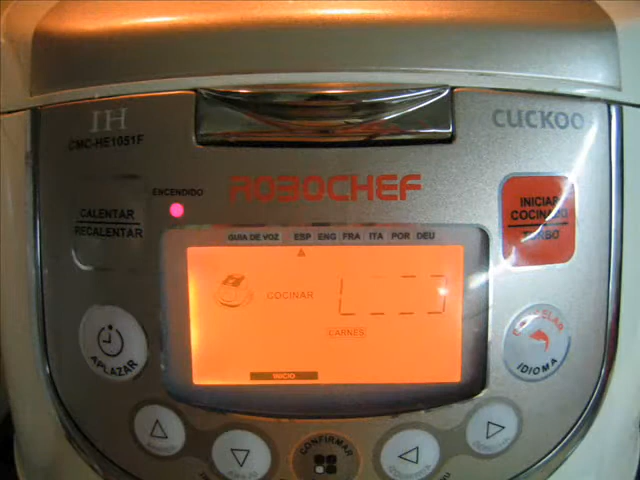 IH
CUCKOO
CMC-HE1051F
ENCENDIDO
ROBOCHEF
CALENTAR
RECALENTAR
INICIAR
COCINADO
TURBO
GUIA DE VOZ ESP ENG FRA ITA POR DEU
COCINAR
CARNES
INICIO
APLAZAR
CANCELAR
IDIOMA
CONFIRMAR